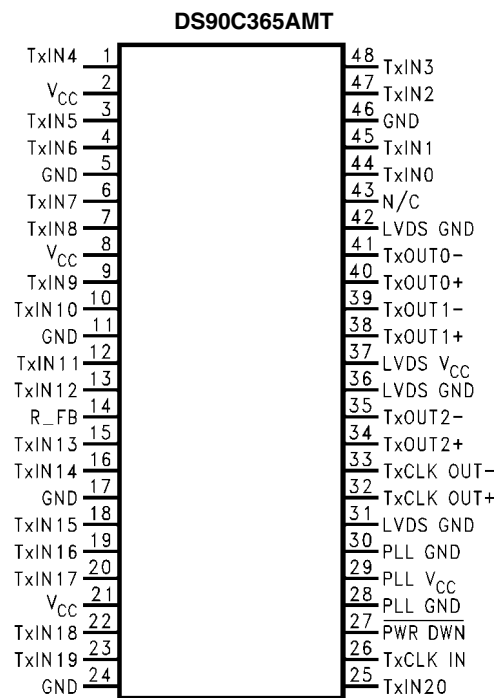 DS90C365AMT
TxIN4 1 48 TxIN3
VCC 2 47 TxIN2
TxIN5 3 46 GND
TxIN6 4 45 TxIN1
GND 5 44 TxIN0
TxIN7 6 43 N/C
TxIN8 7 42 LVDS GND
VCC 8 41 TxOUT0-
TxIN9 9 40 TxOUT0+
TxIN10 10 39 TxOUT1-
GND 11 38 TxOUT1+
TxIN11 12 37 LVDS VCC
TxIN12 13 36 LVDS GND
R_FB 14 35 TxOUT2-
TxIN13 15 34 TxOUT2+
TxIN14 16 33 TxCLK OUT-
GND 17 32 TxCLK OUT+
TxIN15 18 31 LVDS GND
TxIN16 19 30 PLL GND
TxIN17 20 29 PLL VCC
VCC 21 28 PLL GND
TxIN18 22 27 PWR DWN
TxIN19 23 26 TxCLK IN
GND 24 25 TxIN20